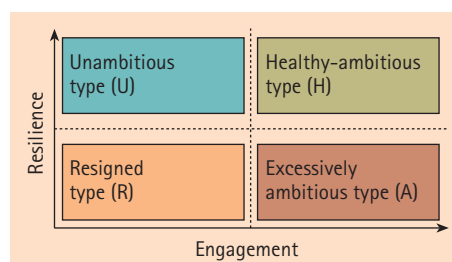 Unambitious
type (U)
Healthy-ambitious
type (H)
Resilience
Resigned
type (R)
Excessively
ambitious type (A)
Engagement